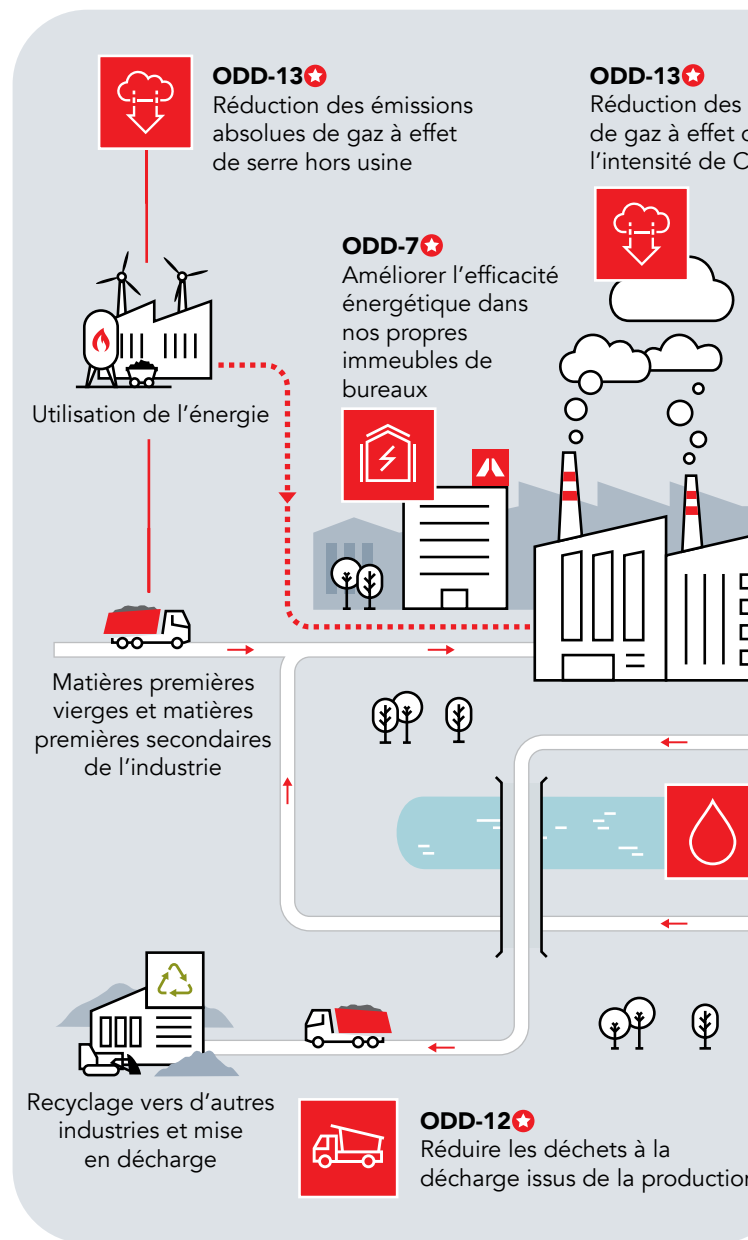 ODD-13
Réduction des émissions
absolues de gaz à effet
de serre hors usine
ODD-13
Réduction des
de gaz à effet
l'intensité de
ODD-7
Améliorer l'efficacité
énergétique dans
nos propres
immeubles de
bureaux
Utilisation de l'énergie
Matières premières
vierges et matières
premières secondaires
de l'industrie
Recyclage vers d'autres
industries et mise
en décharge
ODD-12
Réduire les déchets à la
décharge issus de la production